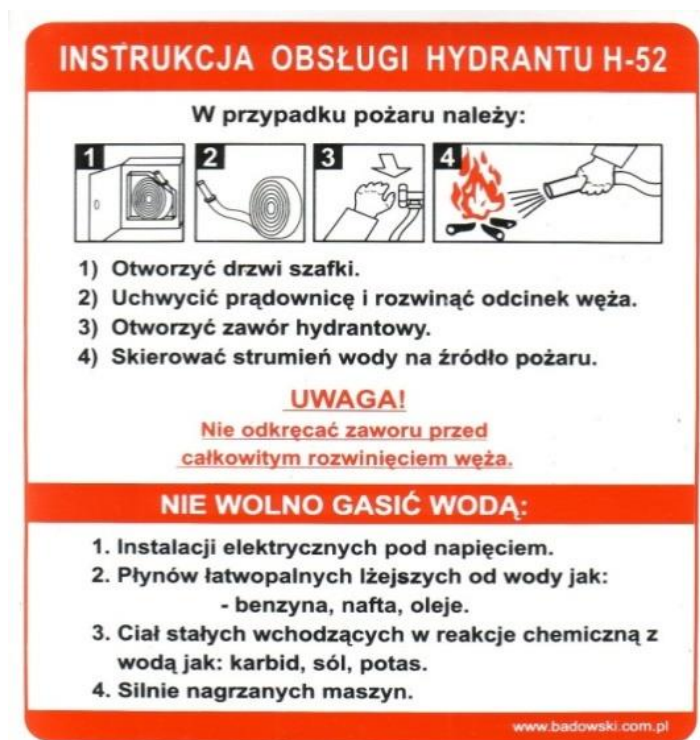 INSTRUKCJA OBSŁUGI HYDRANTU H-52
W przypadku pożaru należy:
1 2 3 4
1) Otworzyć drzwi szafki.
2) Uchwycić prądownicę i rozwinąć odcinek węża.
3) Otworzyć zawór hydrantowy.
4) Skierować strumień wody na źródło pożaru.
UWAGA!
Nie odkręcać zaworu przed
całkowitym rozwinięciem węża.
NIE WOLNO GASIĆ WODĄ:
1. Instalacji elektrycznych pod napięciem.
2. Płynów łatwopalnych lżejszych od wody jak:
- benzyna, nafta, oleje.
3. Ciał stałych wchodzących w reakcje chemiczną z
wodą jak: karbid, sól, potas.
4. Silnie nagrzanych maszyn.
www.badowski.com.pl